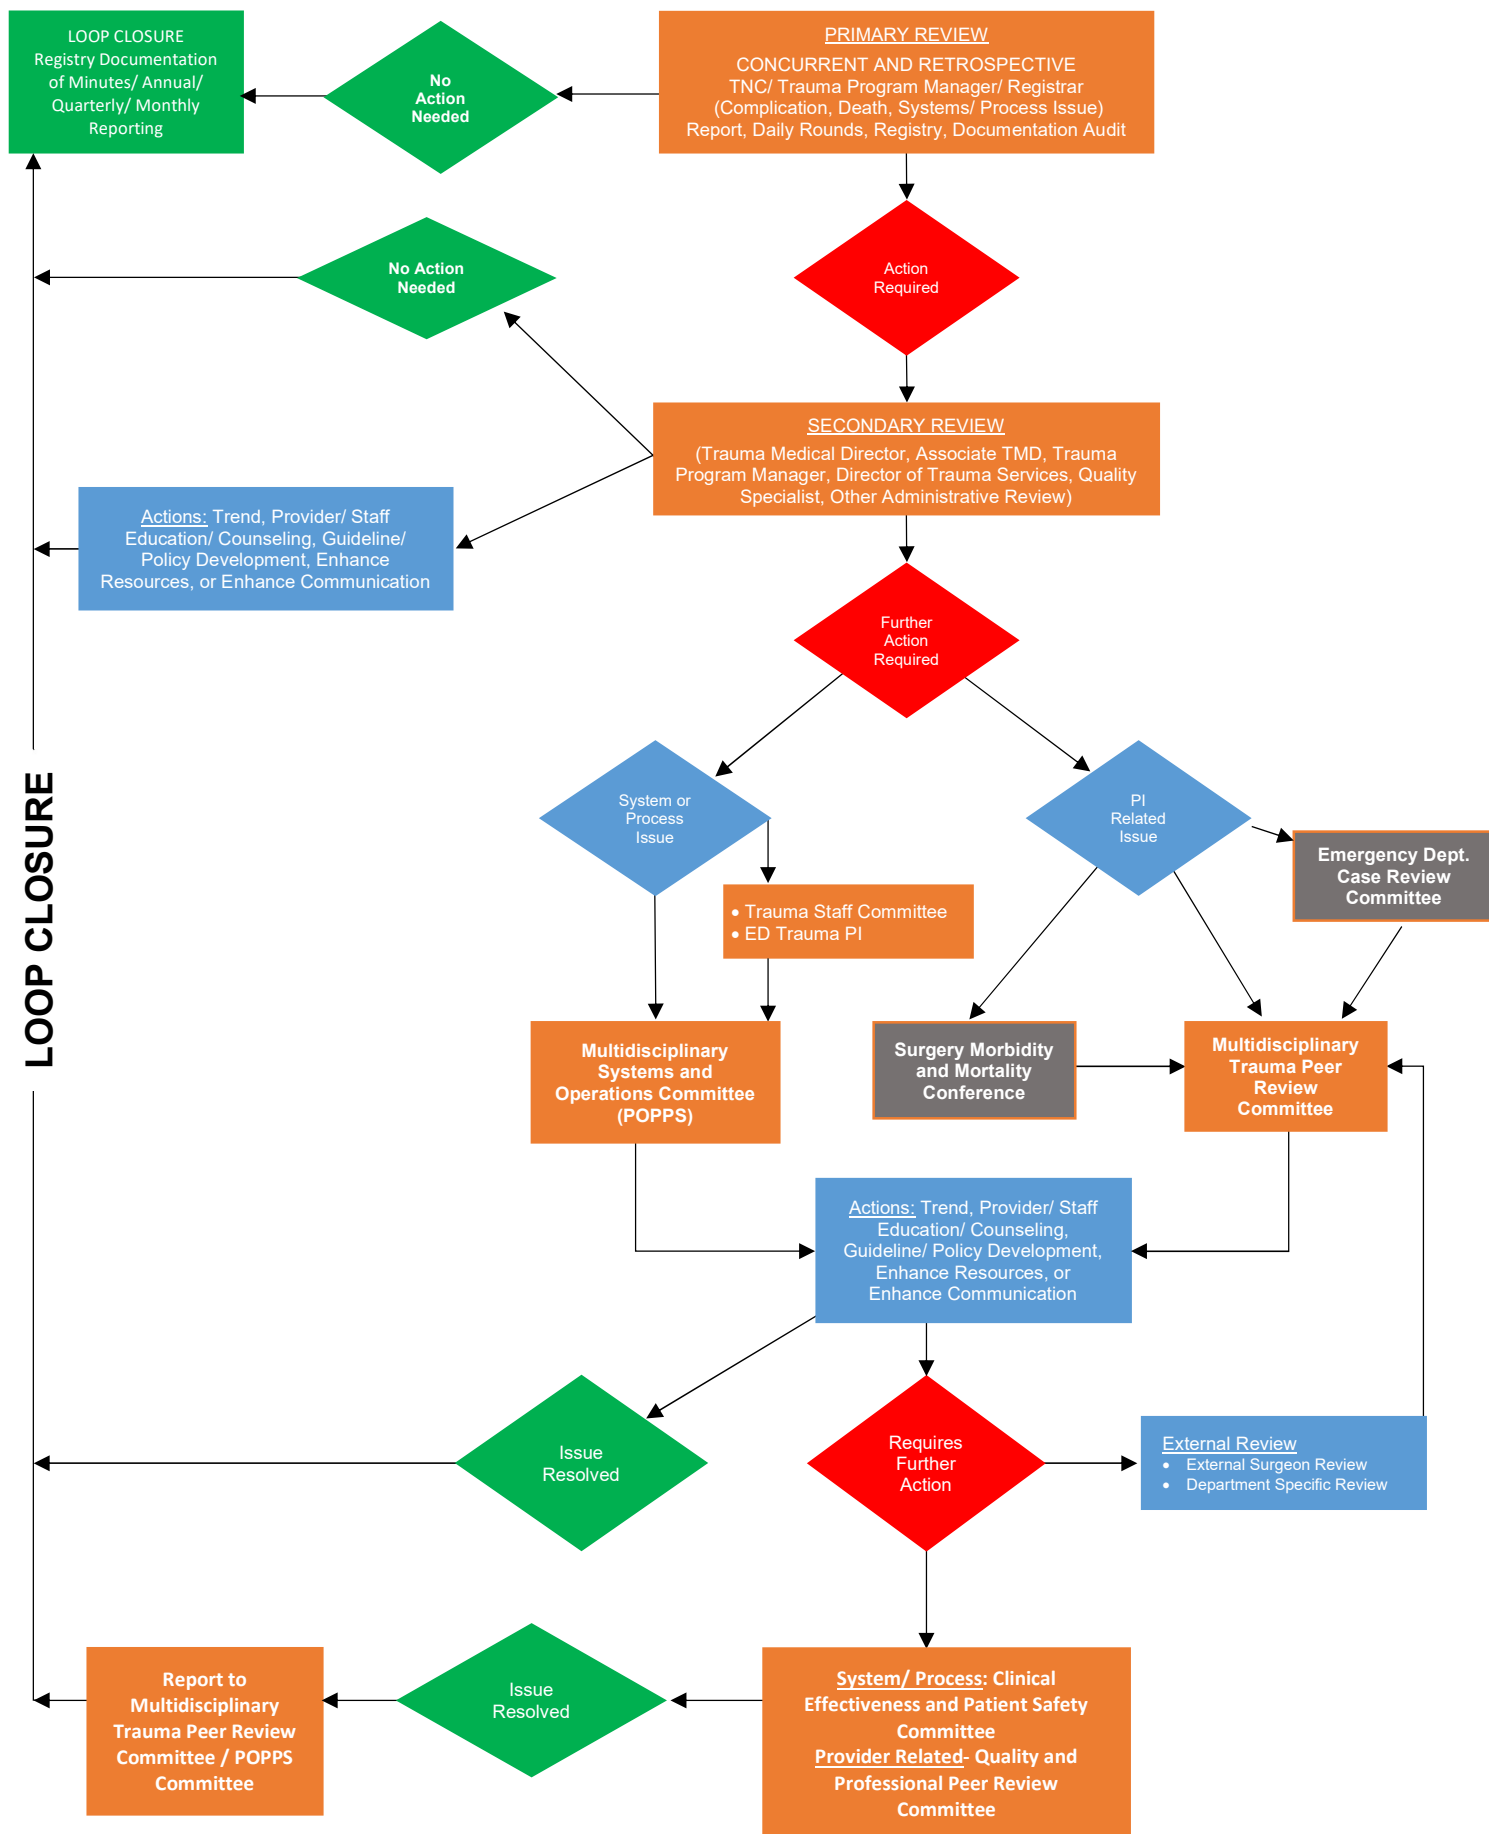 LOOP CLOSURE
Registry Documentation
of Minutes/ Annual/
Quarterly/ Monthly
Reporting
No
Action
Needed
PRIMARY REVIEW
CONCURRENT AND RETROSPECTIVE
TNC/ Trauma Program Manager/ Registrar
(Complication, Death, Systems/ Process Issue)
Report, Daily Rounds, Registry, Documentation Audit
No Action
Needed
Action
Required
SECONDARY REVIEW
(Trauma Medical Director, Associate TMD, Trauma
Program Manager, Director of Trauma Services, Quality
Specialist, Other Administrative Review)
Actions: Trend, Provider/ Staff
Education/ Counseling, Guideline/
Policy Development, Enhance
Resources, or Enhance Communication
Further
Action
Required
LOOP CLOSURE
System or
Process
Issue
PI
Related
Issue
Emergency Dept.
Case Review
Committee
• Trauma Staff Committee
• ED Trauma PI
Multidisciplinary
Systems and
Operations Committee
(POPPS)
Surgery Morbidity
and Mortality
Conference
Multidisciplinary
Trauma Peer
Review
Committee
Actions: Trend, Provider/ Staff
Education/ Counseling,
Guideline/ Policy Development,
Enhance Resources, or
Enhance Communication
Issue
Resolved
Requires
Further
Action
External Review
• External Surgeon Review
• Department Specific Review
Report to
Multidisciplinary
Trauma Peer Review
Committee / POPPS
Committee
Issue
Resolved
System/ Process: Clinical
Effectiveness and Patient Safety
Committee
Provider Related- Quality and
Professional Peer Review
Committee